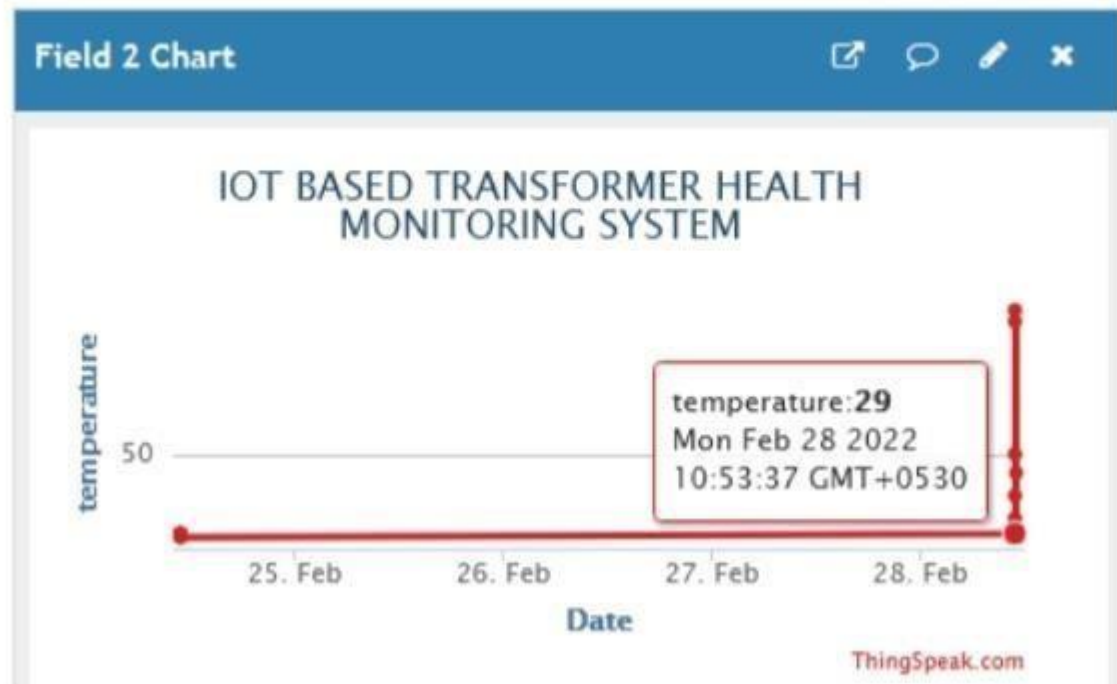 Field 2 Chart
IOT BASED TRANSFORMER HEALTH
MONITORING SYSTEM
temperature
50
temperature:29
Mon Feb 28 2022
10:53:37 GMT+0530
25. Feb 26. Feb 27. Feb 28. Feb
Date
ThingSpeak.com